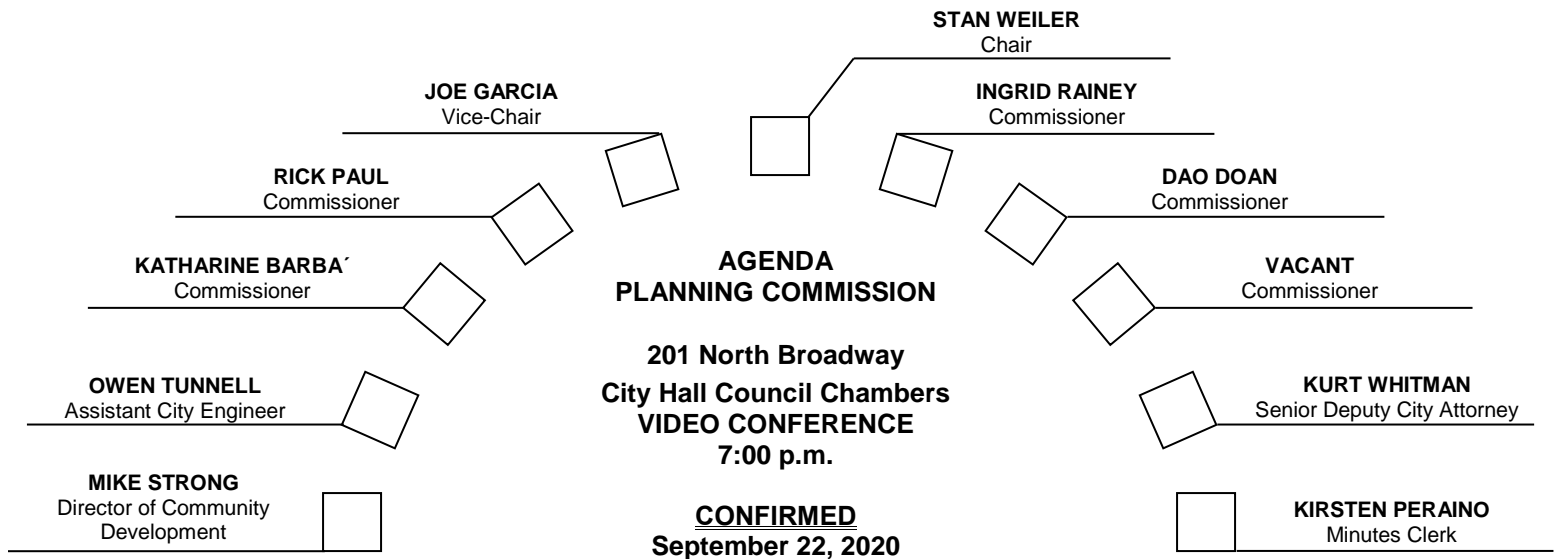 STAN WEILER
Chair
JOE GARCIA
Vice-Chair
INGRID RAINEY
Commissioner
RICK PAUL
Commissioner
DAO DOAN
Commissioner
KATHARINE BARBA´
Commissioner
VACANT
Commissioner
OWEN TUNNELL
Assistant City Engineer
KURT WHITMAN
Senior Deputy City Attorney
MIKE STRONG
Director of Community
Development
KIRSTEN PERAINO
Minutes Clerk
AGENDA
PLANNING COMMISSION
201 North Broadway
City Hall Council Chambers
VIDEO CONFERENCE
7:00 p.m.
CONFIRMED
September 22, 2020